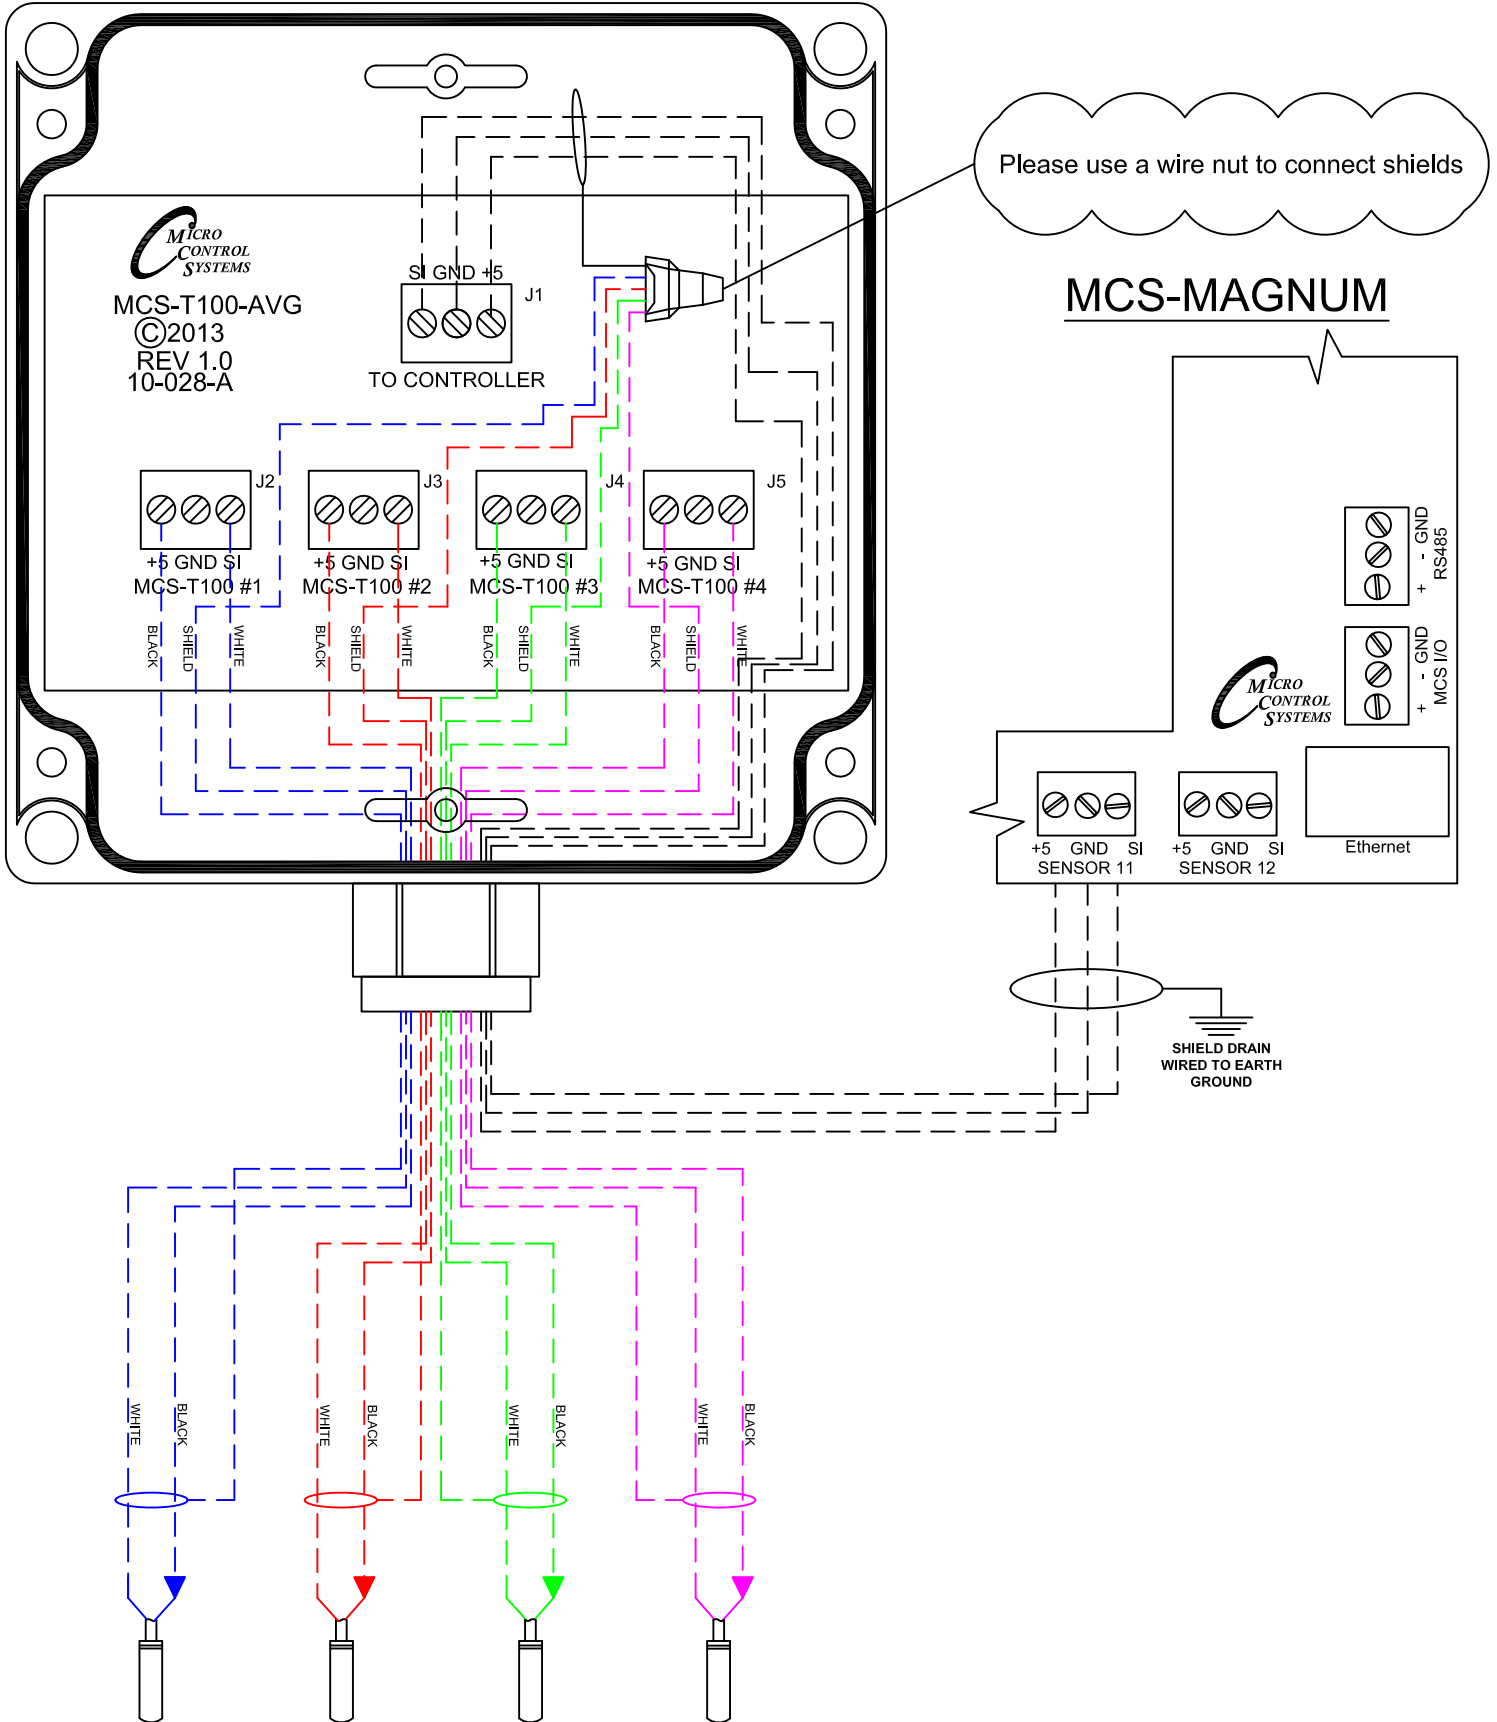 Please use a wire nut to connect shields
MICRO
CONTROL
SYSTEMS
MCS-T100-AVG
©2013
REV 1.0
10-028-A
SI GND +5
J1
TO CONTROLLER
MCS-MAGNUM
J2
J3
J4
J5
+5 GND SI
MCS-T100 #1
+5 GND SI
MCS-T100 #2
+5 GND SI
MCS-T100 #3
+5 GND SI
MCS-T100 #4
BLACK
SHIELD
WHITE
BLACK
SHIELD
WHITE
BLACK
SHIELD
WHITE
BLACK
SHIELD
WHITE
+ - GND
RS485
+ - GND
MCS I/O
MICRO
CONTROL
SYSTEMS
+5 GND SI
SENSOR 11
+5 GND SI
SENSOR 12
Ethernet
SHIELD DRAIN
WIRED TO EARTH
GROUND
WHITE
BLACK
WHITE
BLACK
WHITE
BLACK
WHITE
BLACK